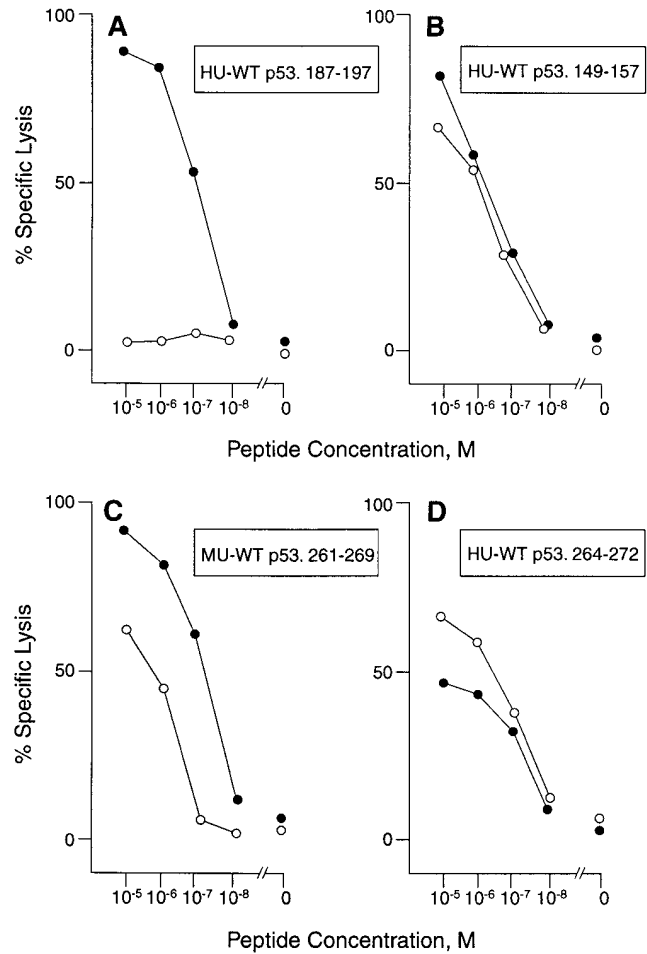 A
HU-WT p53. 187-197
100
50
0
% Specific Lysis
10-5 10-6 10-7 10-8 0
B
HU-WT p53. 149-157
100
50
0
10-5 10-6 10-7 10-8 0
Peptide Concentration, M
C
MU-WT p53. 261-269
100
50
0
% Specific Lysis
10-5 10-6 10-7 10-8 0
D
HU-WT p53. 264-272
100
50
0
10-5 10-6 10-7 10-8 0
Peptide Concentration, M